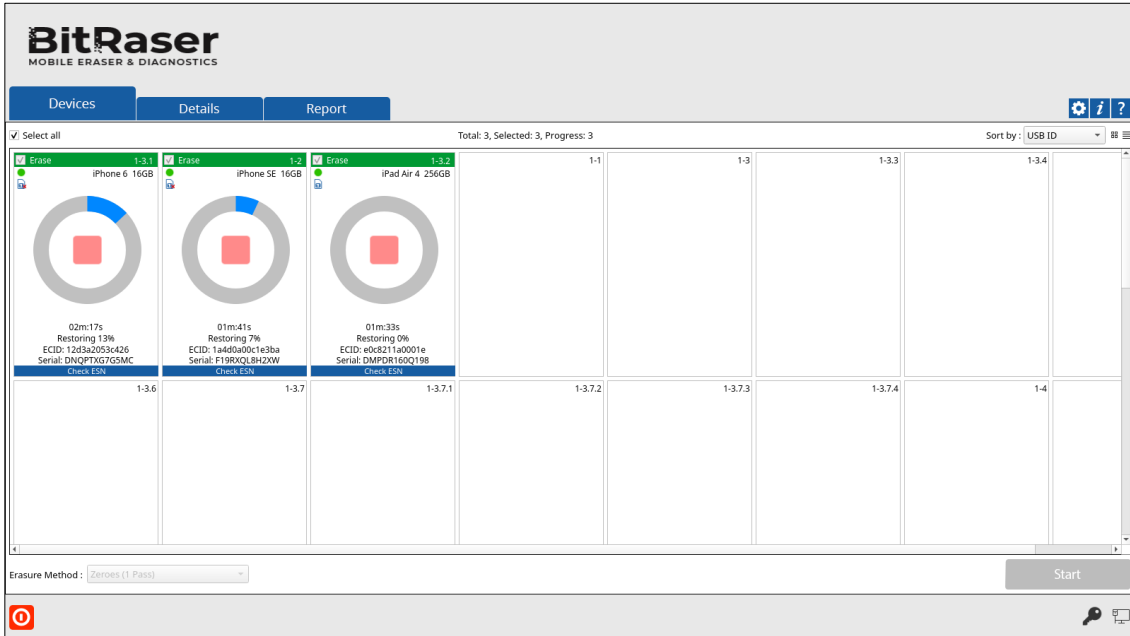 BitRaser
MOBILE ERASER & DIAGNOSTICS
Devices Details Report
i ?
Select all Total: 3, Selected: 3, Progress: 3 Sort by : USB ID
Erase 1-3.1
iPhone 6 16GB
02m:17s
Restoring 13%
ECID: 12d3a2053c426
Serial: DNQPTXG7G5MC
Check ESN
Erase 1-2
iPhone SE 16GB
01m:41s
Restoring 7%
ECID: 1a4d0a00c1e3ba
Serial: F19RXQL8H2XW
Check ESN
Erase 1-3.2
iPad Air 4 256GB
01m:33s
Restoring 0%
ECID: e0c8211a0001e
Serial: DMPDR160Q198
Check ESN
1-1 1-3 1-3.3 1-3.4
1-3.6 1-3.7 1-3.7.1 1-3.7.2 1-3.7.3 1-3.7.4 1-4
Erasure Method : Zeroes (1 Pass) Start